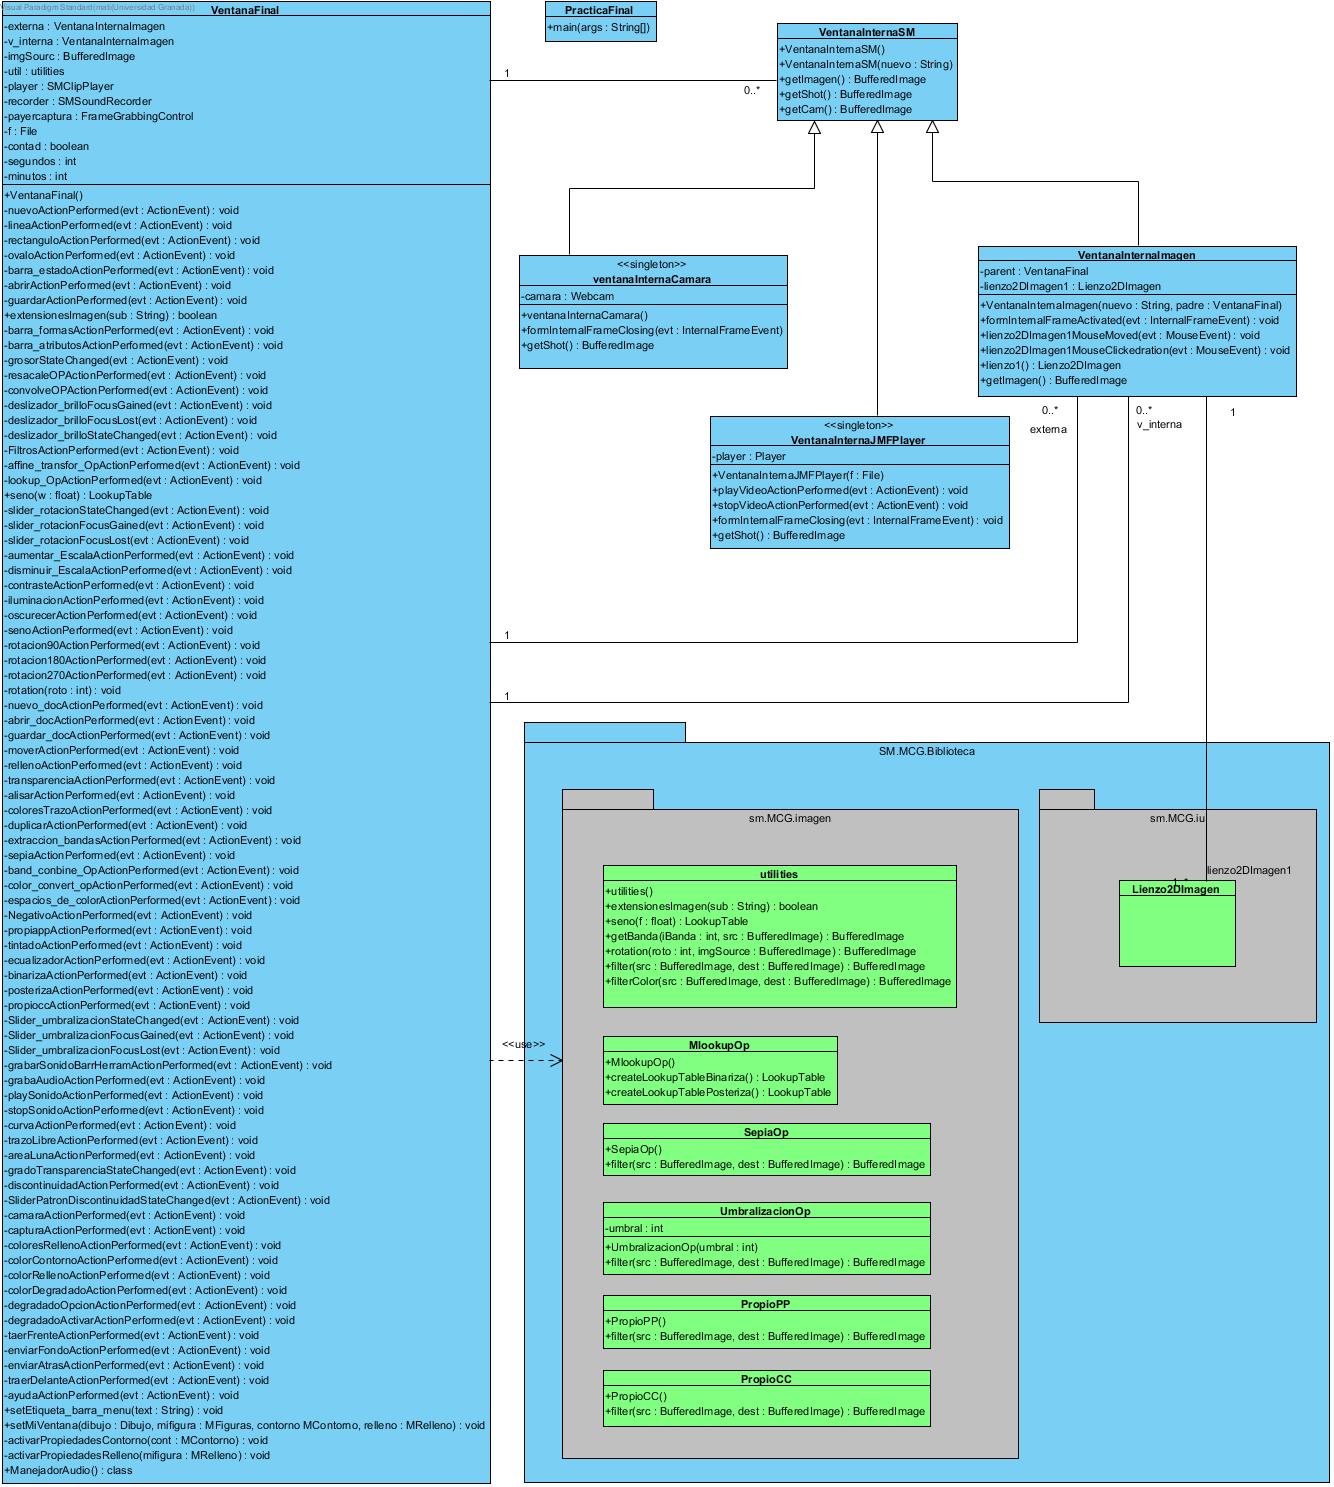 Visual Paradigm Standard(mati(Universidad Granada))
VentanaFinal
-externa : VentanaInternaImagen
-v_interna : VentanaInternaImagen
-imgSourc : BufferedImage
-util : utilities
-player : SMClipPlayer
-recorder : SMSoundRecorder
-payercaptura : FrameGrabbingControl
-f : File
-contad : boolean
-segundos : int
-minutos : int
+VentanaFinal()
-nuevoActionPerformed(evt : ActionEvent) : void
-lineaActionPerformed(evt : ActionEvent) : void
-rectanguloActionPerformed(evt : ActionEvent) : void
-ovaloActionPerformed(evt : ActionEvent) : void
-barra_estadoActionPerformed(evt : ActionEvent) : void
-abrirActionPerformed(evt : ActionEvent) : void
-guardarActionPerformed(evt : ActionEvent) : void
+extensionesImagen(sub : String) : boolean
-barra_formasActionPerformed(evt : ActionEvent) : void
-barra_atributosActionPerformed(evt : ActionEvent) : void
-grosorStateChanged(evt : ActionEvent) : void
-resacaleOPActionPerformed(evt : ActionEvent) : void
-convolveOPActionPerformed(evt : ActionEvent) : void
-deslizador_brilloFocusGained(evt : ActionEvent) : void
-deslizador_brilloFocusLost(evt : ActionEvent) : void
-deslizador_brilloStateChanged(evt : ActionEvent) : void
-FiltrosActionPerformed(evt : ActionEvent) : void
-affine_transfor_OpActionPerformed(evt : ActionEvent) : void
-lookup_OpActionPerformed(evt : ActionEvent) : void
+seno(w : float) : LookupTable
-slider_rotacionStateChanged(evt : ActionEvent) : void
-slider_rotacionFocusGained(evt : ActionEvent) : void
-slider_rotacionFocusLost(evt : ActionEvent) : void
-aumentar_EscalaActionPerformed(evt : ActionEvent) : void
-disminuir_EscalaActionPerformed(evt : ActionEvent) : void
-contrasteActionPerformed(evt : ActionEvent) : void
-iluminacionActionPerformed(evt : ActionEvent) : void
-oscurecerActionPerformed(evt : ActionEvent) : void
-senoActionPerformed(evt : ActionEvent) : void
-rotacion90ActionPerformed(evt : ActionEvent) : void
-rotacion180ActionPerformed(evt : ActionEvent) : void
-rotacion270ActionPerformed(evt : ActionEvent) : void
-rotation(roto : int) : void
-nuevo_docActionPerformed(evt : ActionEvent) : void
-abrir_docActionPerformed(evt : ActionEvent) : void
-guardar_docActionPerformed(evt : ActionEvent) : void
-moverActionPerformed(evt : ActionEvent) : void
-rellenoActionPerformed(evt : ActionEvent) : void
-transparenciaActionPerformed(evt : ActionEvent) : void
-alisarActionPerformed(evt : ActionEvent) : void
-coloresTrazoActionPerformed(evt : ActionEvent) : void
-duplicarActionPerformed(evt : ActionEvent) : void
-extraccion_bandasActionPerformed(evt : ActionEvent) : void
-sepiaActionPerformed(evt : ActionEvent) : void
-band_conbine_OpActionPerformed(evt : ActionEvent) : void
-color_convert_opActionPerformed(evt : ActionEvent) : void
-espacios_de_colorActionPerformed(evt : ActionEvent) : void
-NegativoActionPerformed(evt : ActionEvent) : void
-propiappActionPerformed(evt : ActionEvent) : void
-tintadoActionPerformed(evt : ActionEvent) : void
-ecualizadorActionPerformed(evt : ActionEvent) : void
-binarizaActionPerformed(evt : ActionEvent) : void
-posterizaActionPerformed(evt : ActionEvent) : void
-propioccActionPerformed(evt : ActionEvent) : void
-Slider_umbralizacionStateChanged(evt : ActionEvent) : void
-Slider_umbralizacionFocusGained(evt : ActionEvent) : void
-Slider_umbralizacionFocusLost(evt : ActionEvent) : void
-grabarSonidoBarrHerramActionPerformed(evt : ActionEvent) : void
-grabaAudioActionPerformed(evt : ActionEvent) : void
-playSonidoActionPerformed(evt : ActionEvent) : void
-stopSonidoActionPerformed(evt : ActionEvent) : void
-curvaActionPerformed(evt : ActionEvent) : void
-trazoLibreActionPerformed(evt : ActionEvent) : void
-areaLunaActionPerformed(evt : ActionEvent) : void
-gradoTransparenciaStateChanged(evt : ActionEvent) : void
-discontinuidadActionPerformed(evt : ActionEvent) : void
-SliderPatronDiscontinuidadStateChanged(evt : ActionEvent) : void
-camaraActionPerformed(evt : ActionEvent) : void
-capturaActionPerformed(evt : ActionEvent) : void
-coloresRellenoActionPerformed(evt : ActionEvent) : void
-colorContornoActionPerformed(evt : ActionEvent) : void
-colorRellenoActionPerformed(evt : ActionEvent) : void
-colorDegradadoActionPerformed(evt : ActionEvent) : void
-degradadoOpcionActionPerformed(evt : ActionEvent) : void
-degradadoActivarActionPerformed(evt : ActionEvent) : void
-taerFrenteActionPerformed(evt : ActionEvent) : void
-enviarFondoActionPerformed(evt : ActionEvent) : void
-enviarAtrasActionPerformed(evt : ActionEvent) : void
-traerDelanteActionPerformed(evt : ActionEvent) : void
-ayudaActionPerformed(evt : ActionEvent) : void
+setEtiqueta_barra_menu(text : String) : void
+setMiVentana(dibujo : Dibujo, mifigura : MFiguras, contorno MContorno, relleno : MRelleno) : void
-activarPropiedadesContorno(cont : MContorno) : void
-activarPropiedadesRelleno(mifigura : MRelleno) : void
+ManejadorAudio() : class
PracticaFinal
+main(args : String[])
VentanaInternaSM
+VentanaInternaSM()
+VentanaInternaSM(nuevo : String)
+getImagen() : BufferedImage
+getShot() : BufferedImage
+getCam() : BufferedImage
1
0..*
<<singleton>>
ventanaInternaCamara
-camara : Webcam
+ventanaInternaCamara()
+formInternalFrameClosing(evt : InternalFrameEvent)
+getShot() : BufferedImage
VentanaInternaImagen
-parent : VentanaFinal
-lienzo2DImagen1 : Lienzo2DImagen
+VentanaInternaImagen(nuevo : String, padre : VentanaFinal)
+formInternalFrameActivated(evt : InternalFrameEvent) : void
+lienzo2DImagen1MouseMoved(evt : MouseEvent) : void
+lienzo2DImagen1MouseClickedration(evt : MouseEvent) : void
+lienzo1() : Lienzo2DImagen
+getImagen() : BufferedImage
<<singleton>>
VentanaInternaJMFPlayer
-player : Player
+VentanaInternaJMFPlayer(f : File)
+playVideoActionPerformed(evt : ActionEvent) : void
+stopVideoActionPerformed(evt : ActionEvent) : void
+formInternalFrameClosing(evt : InternalFrameEvent) : void
+getShot() : BufferedImage
0..*
externa
0..*
v_interna
1
1
1
SM.MCG.Biblioteca
sm.MCG.imagen
utilities
+utilities()
+extensionesImagen(sub : String) : boolean
+seno(f : float) : LookupTable
+getBanda(iBanda : int, src : BufferedImage) : BufferedImage
+rotation(roto : int, imgSource : BufferedImage) : BufferedImage
+filter(src : BufferedImage, dest : BufferedImage) : BufferedImage
+filterColor(src : BufferedImage, dest : BufferedImage) : BufferedImage
MlookupOp
+MlookupOp()
+createLookupTableBinariza() : LookupTable
+createLookupTablePosteriza() : LookupTable
SepiaOp
+SepiaOp()
+filter(src : BufferedImage, dest : BufferedImage) : BufferedImage
UmbralizacionOp
-umbral : int
+UmbralizacionOp(umbral : int)
+filter(src : BufferedImage, dest : BufferedImage) : BufferedImage
PropioPP
+PropioPP()
+filter(src : BufferedImage, dest : BufferedImage) : BufferedImage
PropioCC
+PropioCC()
+filter(src : BufferedImage, dest : BufferedImage) : BufferedImage
<<use>>
sm.MCG.iu
lienzo2DImagen1
1..*
Lienzo2DImagen